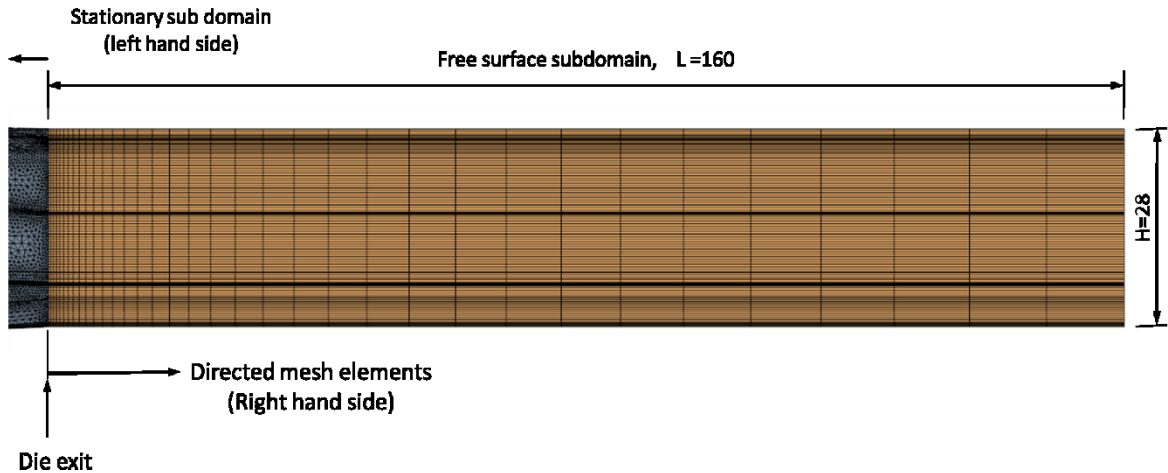 Stationary sub domain
(left hand side)
Free surface subdomain, L =160
H=28
Directed mesh elements
(Right hand side)
Die exit